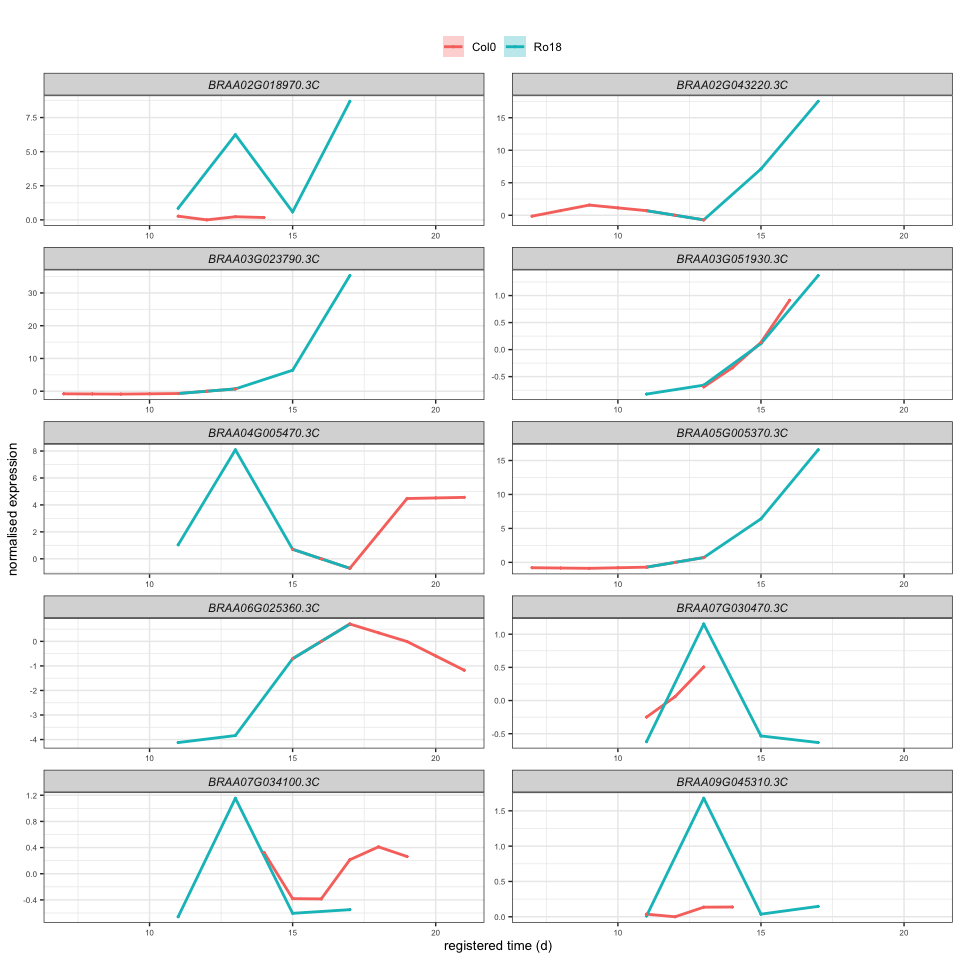 Col0 Ro18
BRAA02G018970.3C BRAA02G043220.3C
7.5
5.0
2.5
0.0
10 15 20
15
10
5
0
10 15 20
BRAA03G023790.3C BRAA03G051930.3C
30
20
10
0
10 15 20
1.0
0.5
0.0
-0.5
10 15 20
BRAA04G005470.3C BRAA05G005370.3C
8
6
4
2
0
10 15 20
15
10
5
0
10 15 20
BRAA06G025360.3C BRAA07G030470.3C
0
-1
-2
-3
-4
10 15 20
1.0
0.5
0.0
-0.5
10 15 20
BRAA07G034100.3C BRAA09G045310.3C
1.2
0.8
0.4
0.0
-0.4
10 15 20
1.5
1.0
0.5
0.0
10 15 20
normalised expression
registered time (d)